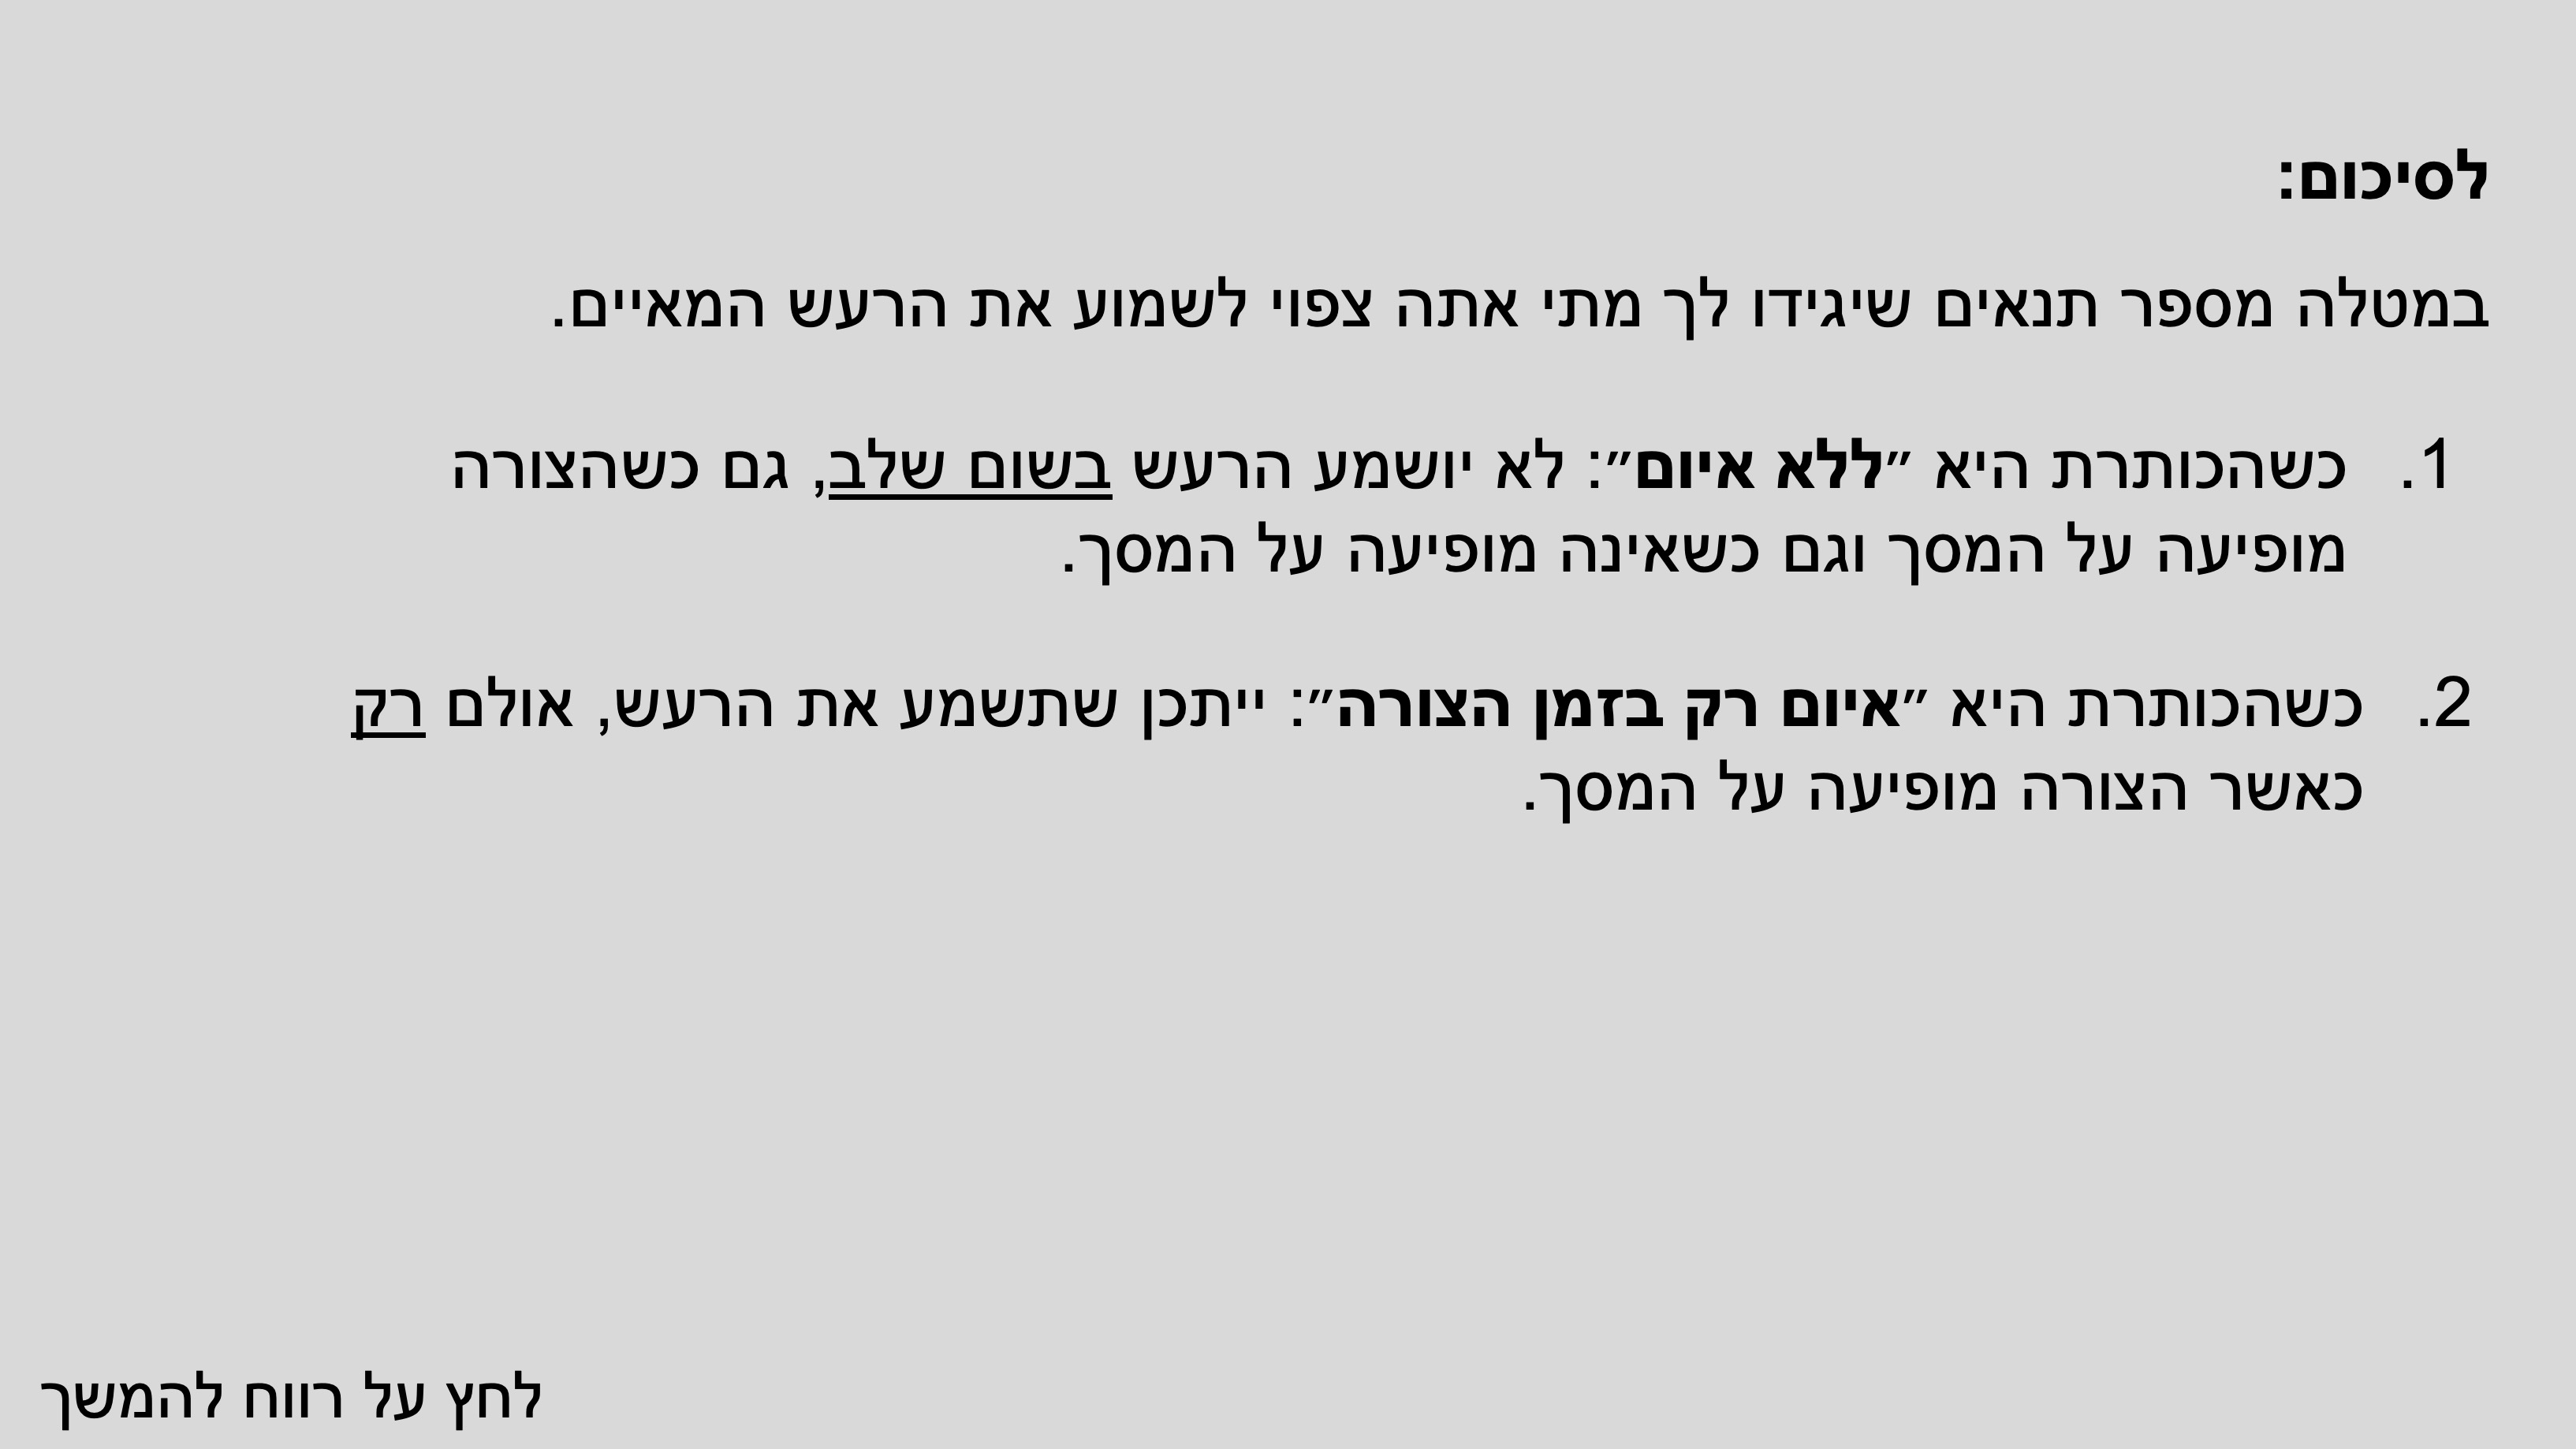 לסיכום:
במטלה מספר תנאים שיגידו לך מתי אתה צפוי לשמוע את הרעש המאיים.
1. כשהכותרת היא ״ללא איום״: לא יושמע הרעש בשום שלב, גם כשהצורה
מופיעה על המסך וגם כשאינה מופיעה על המסך.
2. כשהכותרת היא ״איום רק בזמן הצורה״: ייתכן שתשמע את הרעש, אולם רק
כאשר הצורה מופיעה על המסך.
לחץ על רווח להמשך